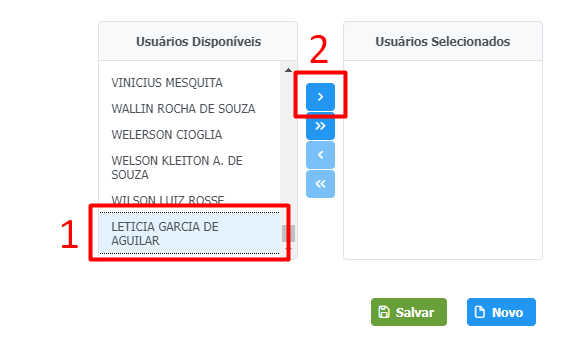 Usuários Disponíveis
2
Usuários Selecionados
VINICIUS MESQUITA
WALLIN ROCHA DE SOUZA
WELERSON CIOGLIA
WELSON KLEITON A. DE
SOUZA
WILSON LUIZ ROSSE
1
LETICIA GARCIA DE
AGUILAR
Salvar
Novo